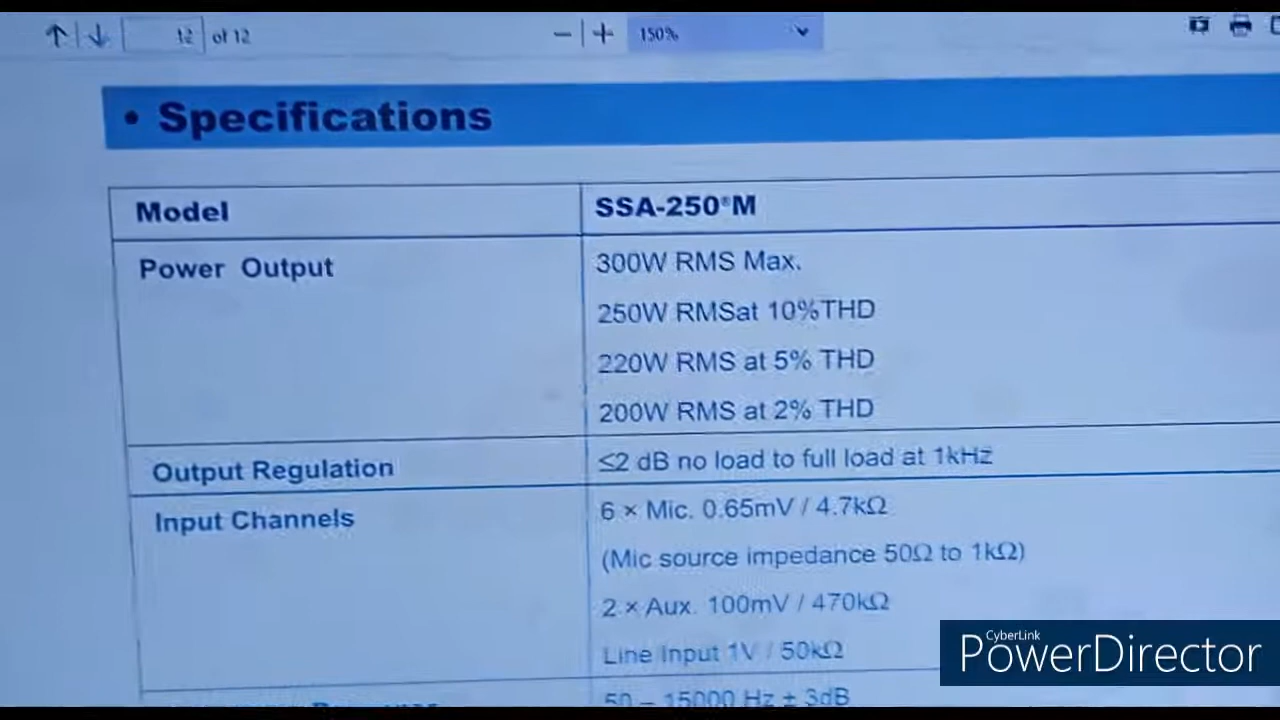 12 of 12
150%
• Specifications
Model SSA-250®M
Power Output 300W RMS Max.
250W RMSat 10%THD
220W RMS at 5% THD
200W RMS at 2% THD
Output Regulation ≤2 dB no load to full load at 1kHz
Input Channels 6 × Mic. 0.65mV / 4.7kΩ
(Mic source impedance 50Ω to 1kΩ)
2 × Aux. 100mV / 470kΩ
Line Input 1V / 50kΩ
50 – 15000 Hz ± 3dB
CyberLink
PowerDirector